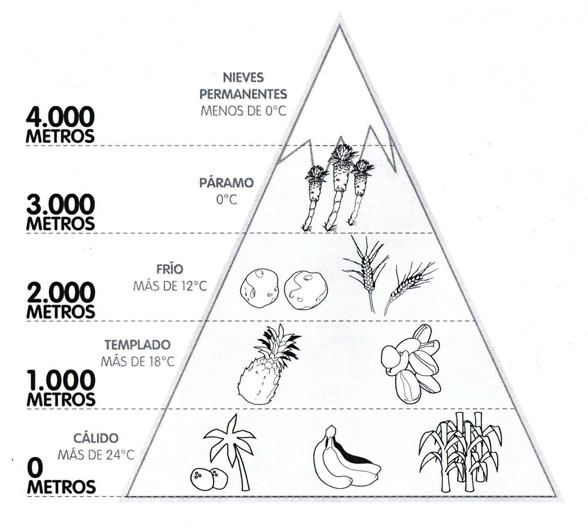 NIEVES
PERMANENTES
MENOS DE 0°C
4.000
METROS
PÁRAMO
0°C
3.000
METROS
FRÍO
MÁS DE 12°C
2.000
METROS
TEMPLADO
MÁS DE 18°C
1.000
METROS
CÁLIDO
MÁS DE 24°C
0
METROS